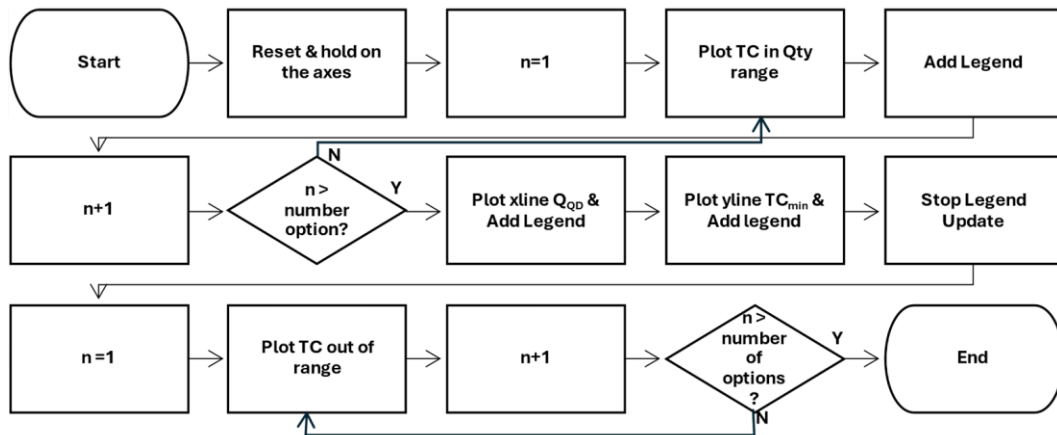 Start
Reset & hold on
the axes
n=1
Plot TC in Qty
range
Add Legend
n+1
n >
number
option?
N
Y
Plot xline Q_QD &
Add Legend
Plot yline TC_min &
Add legend
Stop Legend
Update
n =1
Plot TC out of
range
n+1
n >
number
of
options
?
Y
N
End